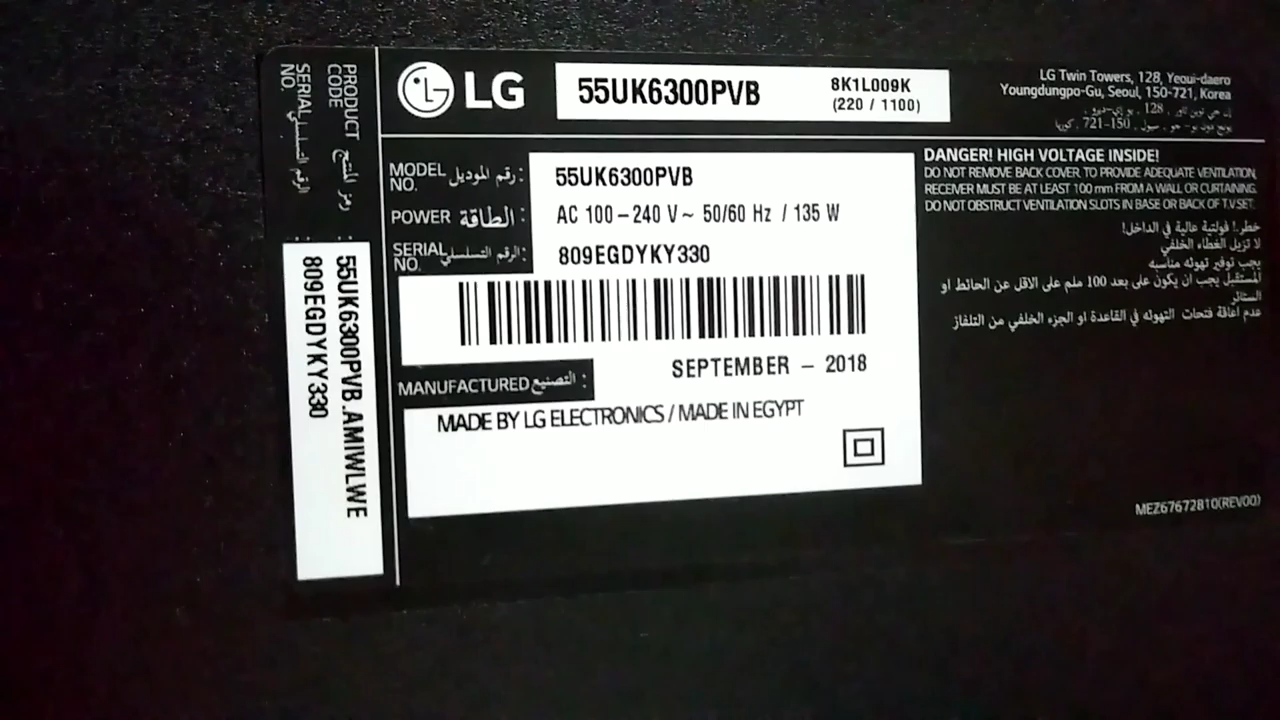 LG
55UK6300PVB
8K1L009K
(220 / 1100)
LG Twin Towers, 128, Yeoui-daero
Youngdungpo-Gu, Seoul, 150-721, Korea
MODEL NO. رقم الموديل :
55UK6300PVB
POWER الطاقة :
AC 100-240 V~ 50/60 Hz / 135 W
SERIAL NO. الرقم التسلسلي :
809EGDYKY330
SEPTEMBER - 2018
MANUFACTURED التصنيع :
MADE BY LG ELECTRONICS / MADE IN EGYPT
DANGER! HIGH VOLTAGE INSIDE!
DO NOT REMOVE BACK COVER. TO PROVIDE ADEQUATE VENTILATION,
RECEIVER MUST BE AT LEAST 100 mm FROM A WALL OR CURTAINING.
DO NOT OBSTRUCT VENTILATION SLOTS IN BASE OR BACK OF T.V SET.
خطر! فولتية عالية في الداخل!
لا تزيل الغطاء الخلفي
يجب توفير تهوئه مناسبه
المستقبل يجب ان يكون على بعد 100 ملم على الاقل عن الحائط او
الستائر
عدم اعاقة فتحات التهوئه في القاعدة او الجزء الخلفي من التلفاز
MEZ67672810(REV00)
PRODUCT CODE رمز المنتج :
55UK6300PVB.AMIWLWE
SERIAL NO. الرقم التسلسلي :
809EGDYKY330